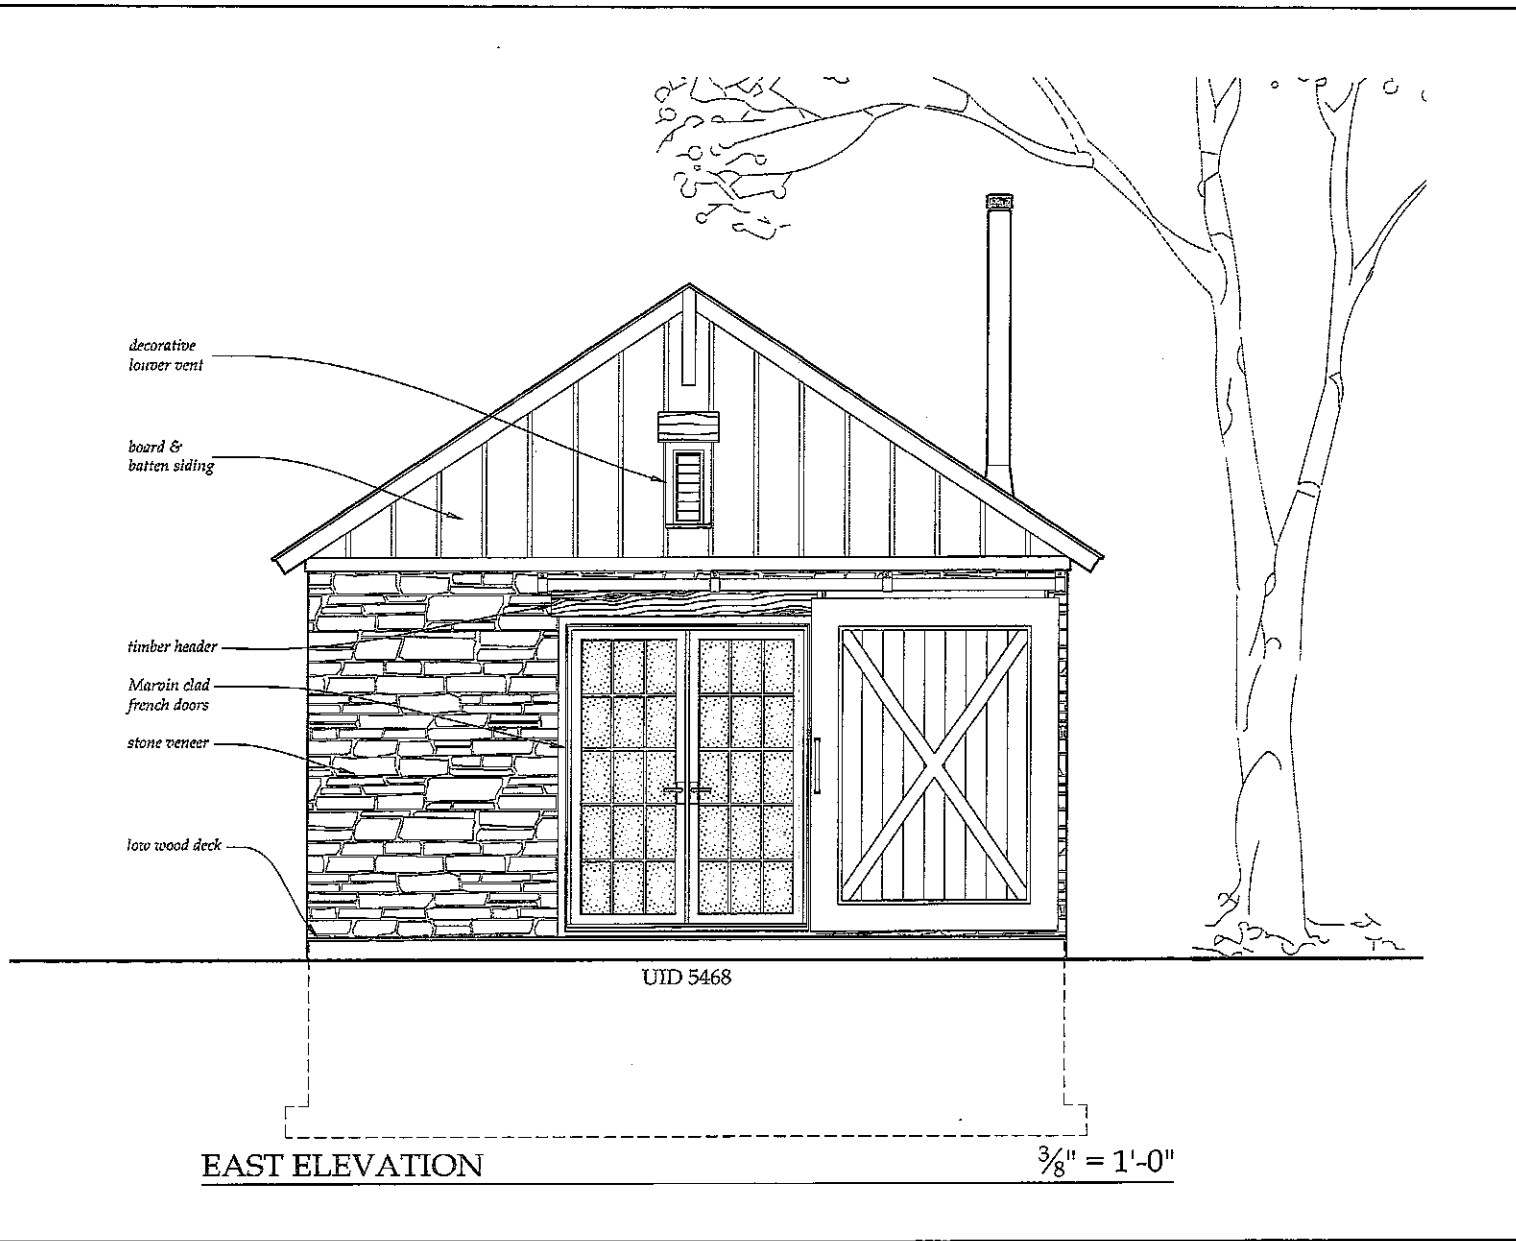 decorative
louver vent
board &
batten siding
timber header
Marvin clad
french doors
stone veneer
low wood deck
UID 5468
EAST ELEVATION
3/8" = 1'-0"